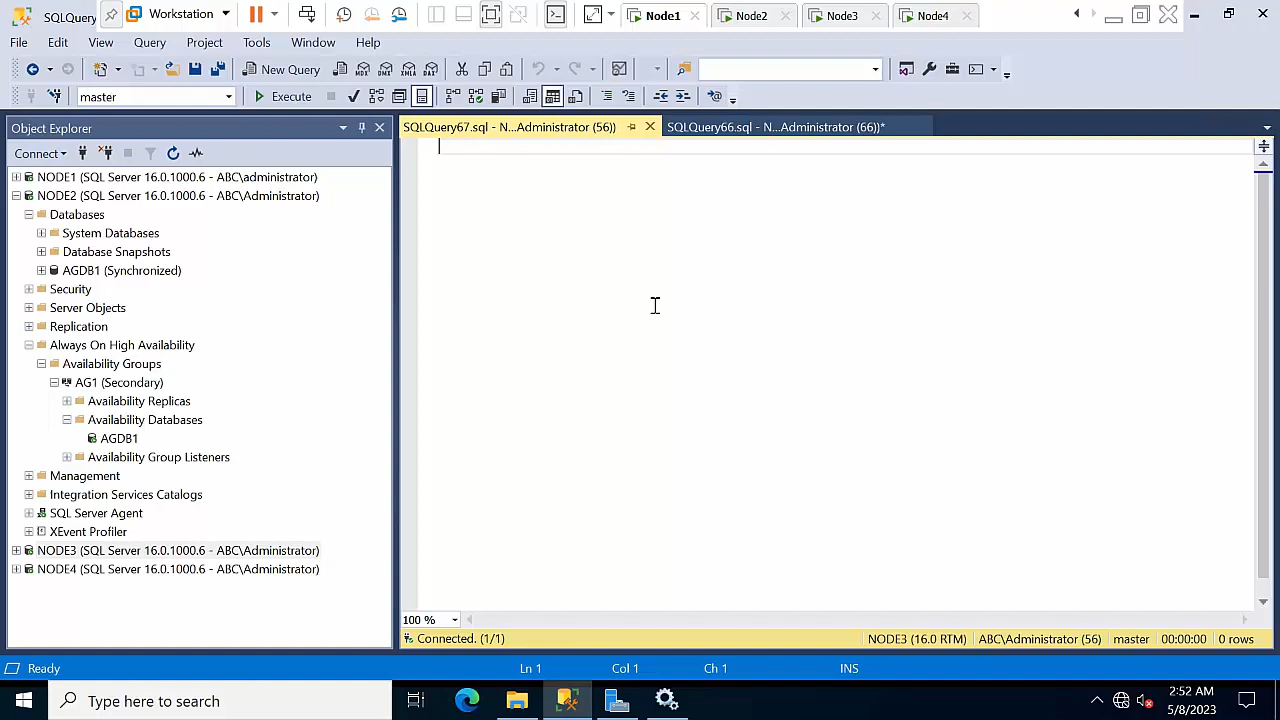 SQLQuery
Workstation
Node1
Node2
Node3
Node4
File Edit View Query Project Tools Window Help
New Query
master Execute
Object Explorer
SQLQuery67.sql - N...Administrator (56))
SQLQuery66.sql - N...Administrator (66))*
Connect
NODE1 (SQL Server 16.0.1000.6 - ABC\administrator)
NODE2 (SQL Server 16.0.1000.6 - ABC\Administrator)
Databases
System Databases
Database Snapshots
AGDB1 (Synchronized)
Security
Server Objects
Replication
Always On High Availability
Availability Groups
AG1 (Secondary)
Availability Replicas
Availability Databases
AGDB1
Availability Group Listeners
Management
Integration Services Catalogs
SQL Server Agent
XEvent Profiler
NODE3 (SQL Server 16.0.1000.6 - ABC\Administrator)
NODE4 (SQL Server 16.0.1000.6 - ABC\Administrator)
100 %
Connected. (1/1)
NODE3 (16.0 RTM)
ABC\Administrator (56)
master
00:00:00
0 rows
Ready
Ln 1
Col 1
Ch 1
INS
Type here to search
2:52 AM
5/8/2023